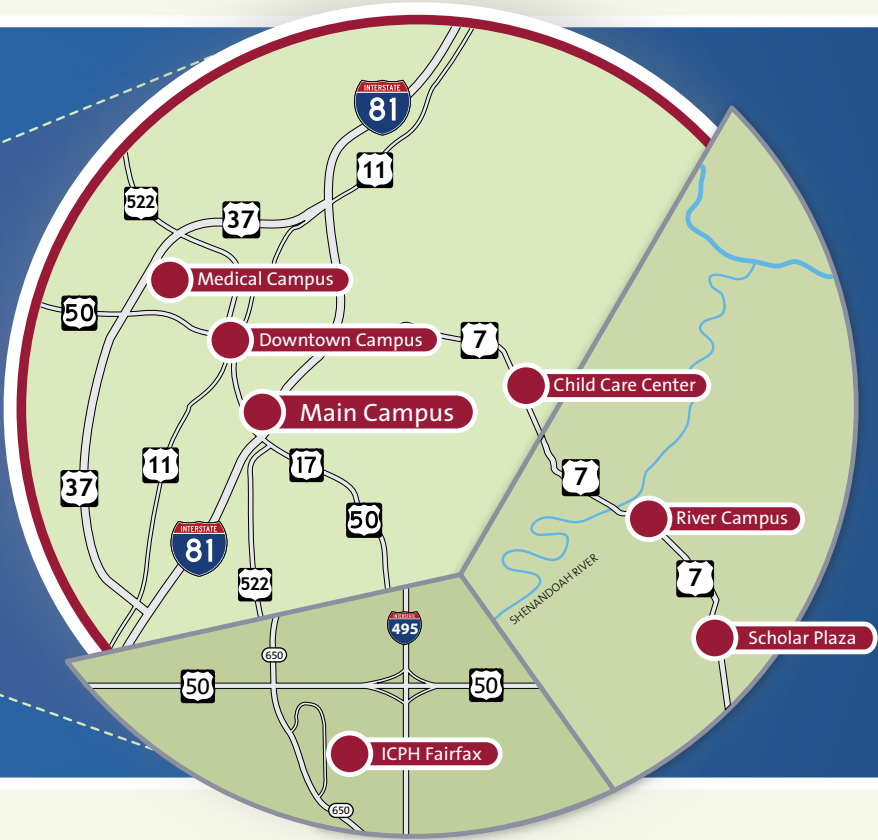 INTERSTATE
81
11
522
37
Medical Campus
50
Downtown Campus
7
Child Care Center
Main Campus
11
17
37
7
50
River Campus
INTERSTATE
81
522
7
SHENANDOAH RIVER
INTERSTATE
495
Scholar Plaza
650
50
50
ICPH Fairfax
650